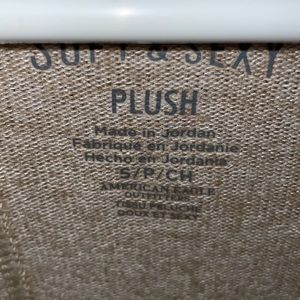 SOFT & SEXY
PLUSH
Made in Jordan
Fabriqué en Jordanie
Hecho en Jordania
S/P/CH
AMERICAN EAGLE
OUTFITTERS
TISSU PELUCHE
DOUX ET SEXY